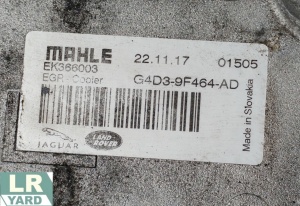 MAHLE 22.11.17 01505
EK366003
EGR Cooler G4D3-9F464-AD
Made in Slovakia
JAGUAR LAND ROVER
LR
YARD